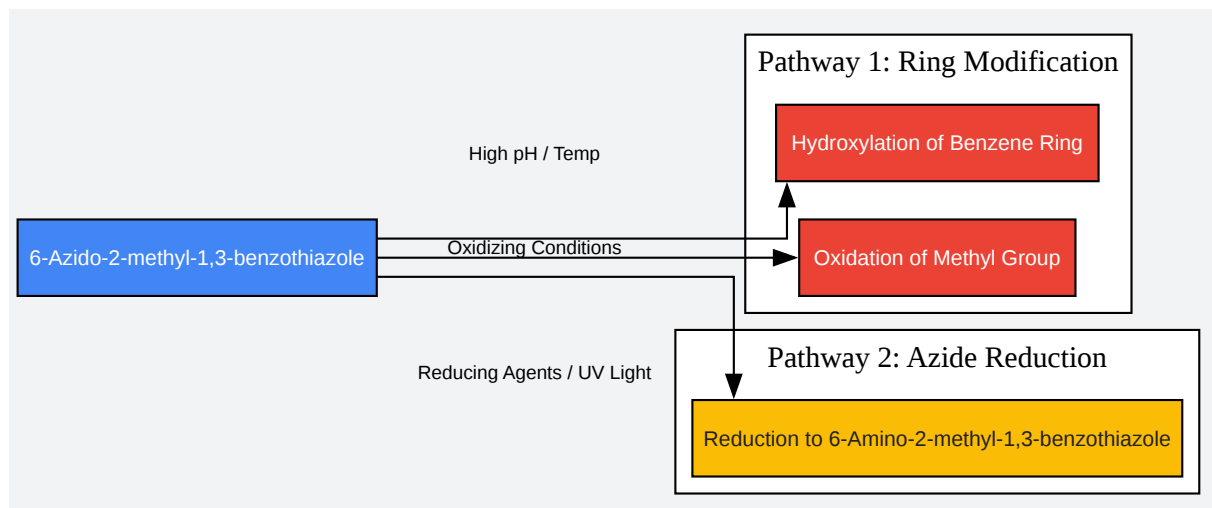 Pathway 1: Ring Modification
Hydroxylation of Benzene Ring
High pH / Temp
6-Azido-2-methyl-1,3-benzothiazole
Oxidizing Conditions
Oxidation of Methyl Group
Pathway 2: Azide Reduction
Reducing Agents / UV Light
Reduction to 6-Amino-2-methyl-1,3-benzothiazole